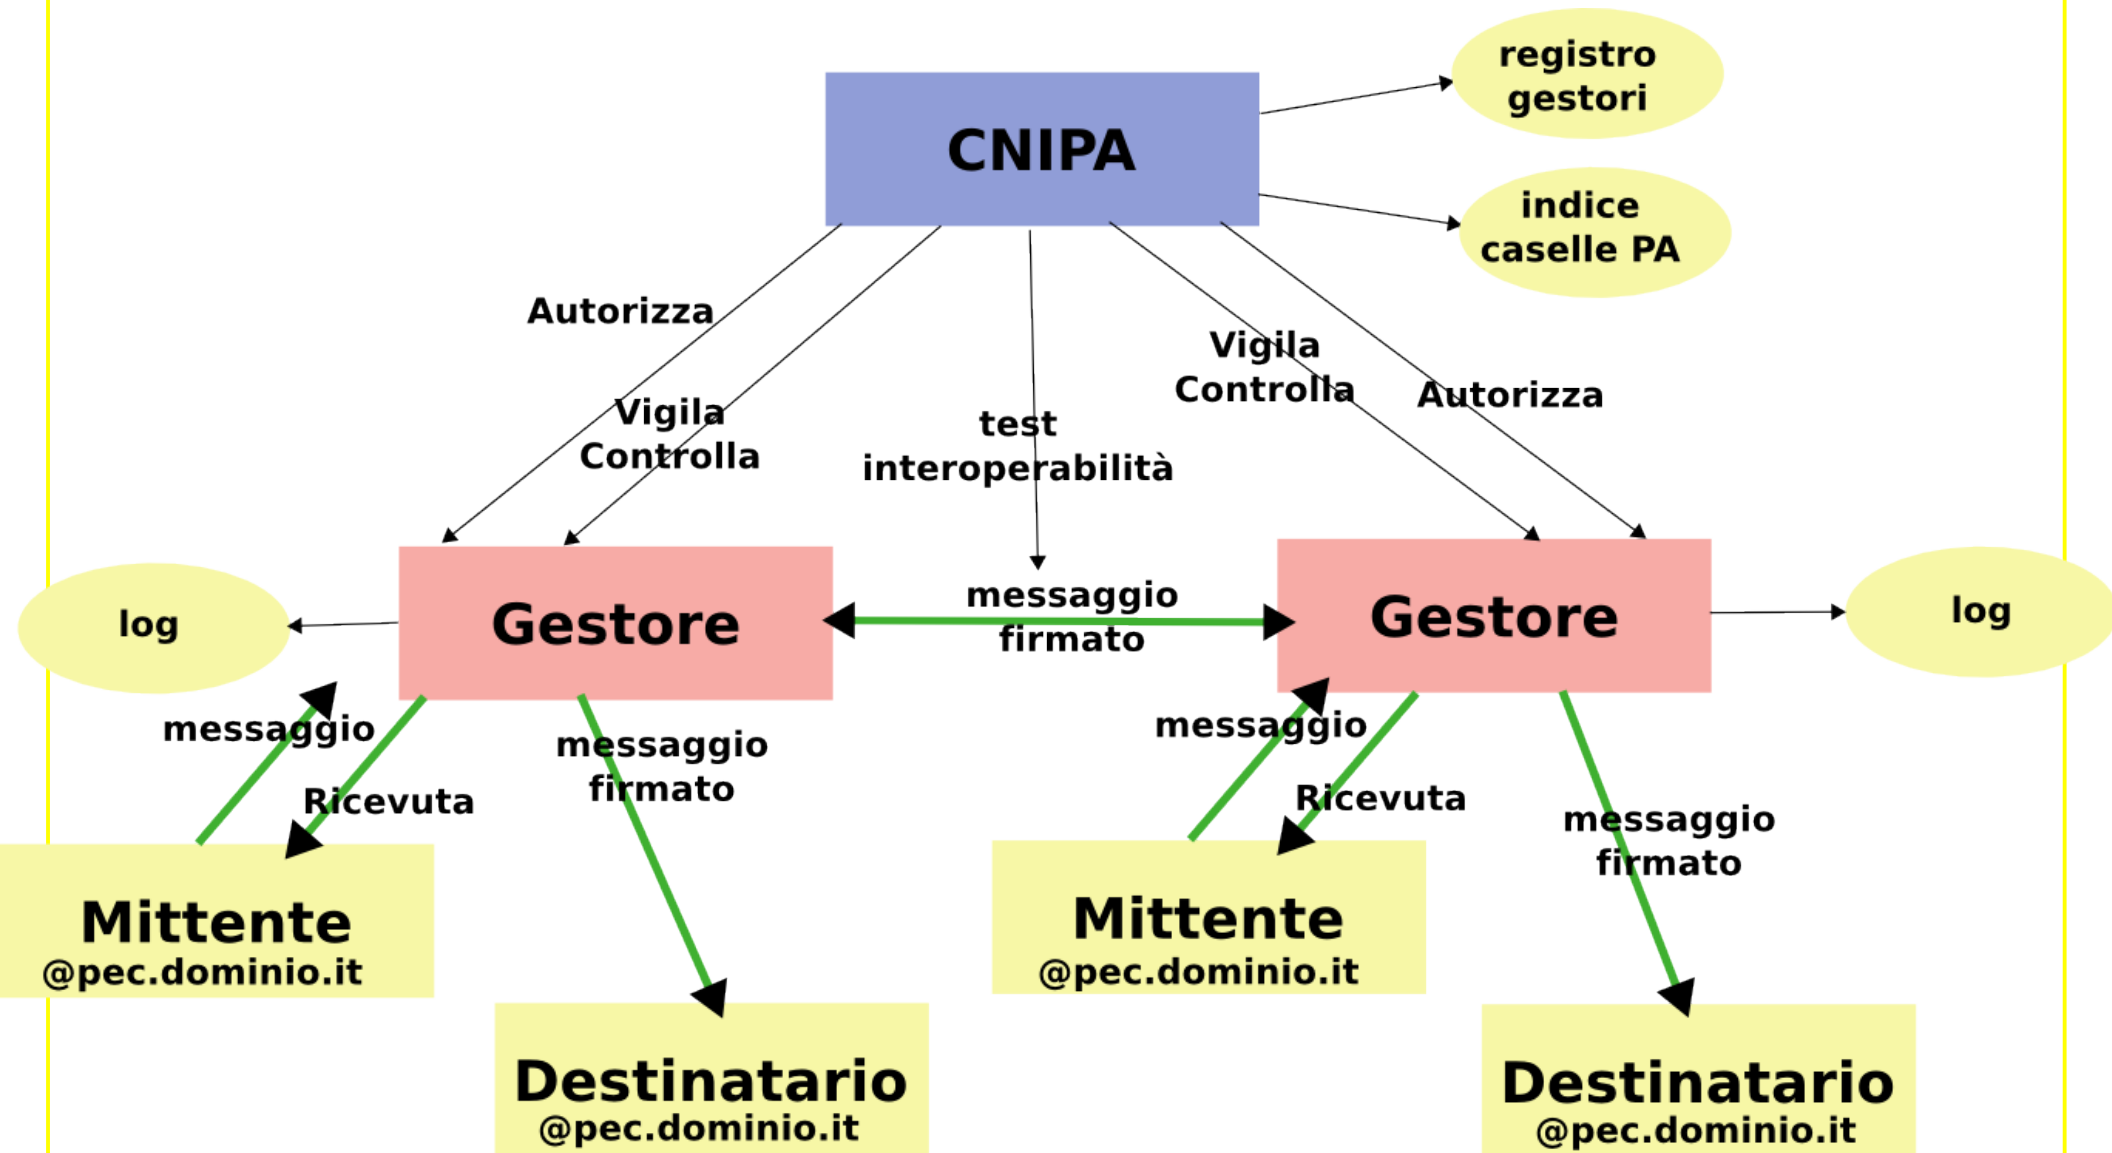 registro
gestori
CNIPA
indice
caselle PA
Autorizza
Vigila
Controlla
test
interoperabilità
Vigila
Controlla
Autorizza
log
Gestore
messaggio
firmato
Gestore
log
messaggio
Ricevuta
messaggio
firmato
messaggio
Ricevuta
messaggio
firmato
Mittente
@pec.dominio.it
Mittente
@pec.dominio.it
Destinatario
@pec.dominio.it
Destinatario
@pec.dominio.it